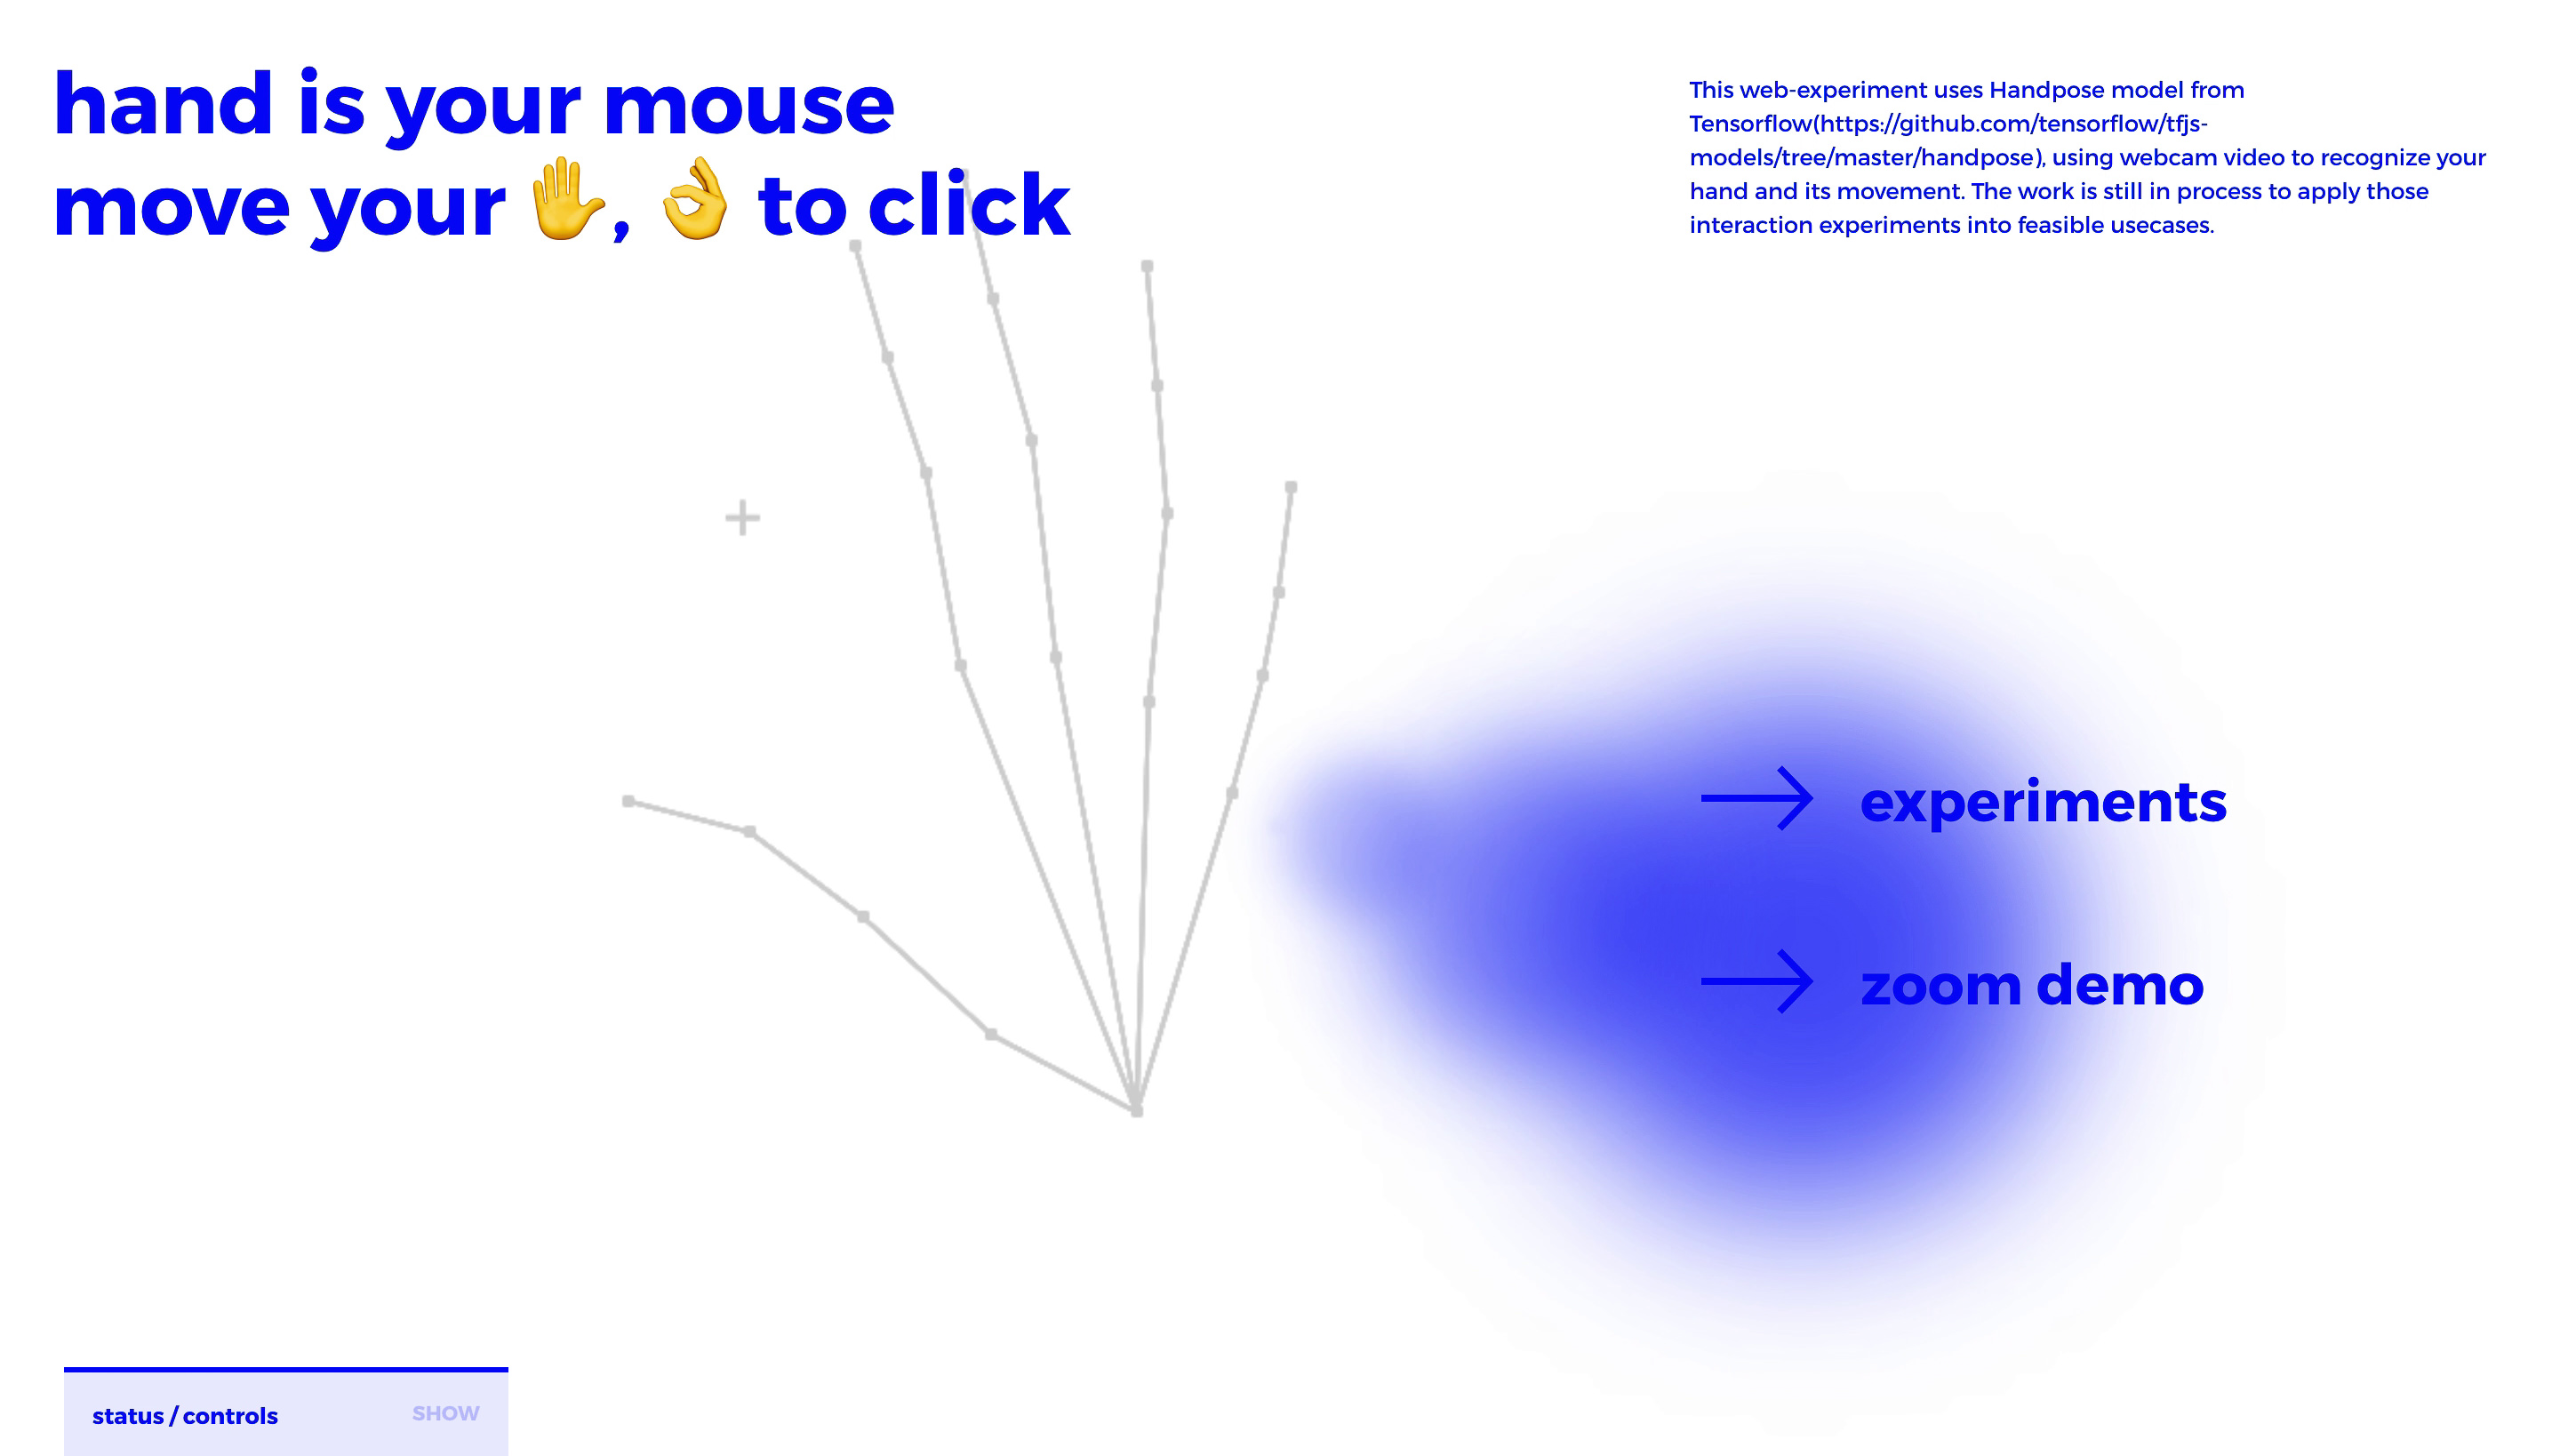 hand is your mouse
move your 🖐️, 👌 to click
This web-experiment uses Handpose model from
Tensorflow(https://github.com/tensorflow/tfjs-
models/tree/master/handpose), using webcam video to recognize your
hand and its movement. The work is still in process to apply those
interaction experiments into feasible usecases.
experiments
zoom demo
status / controls SHOW